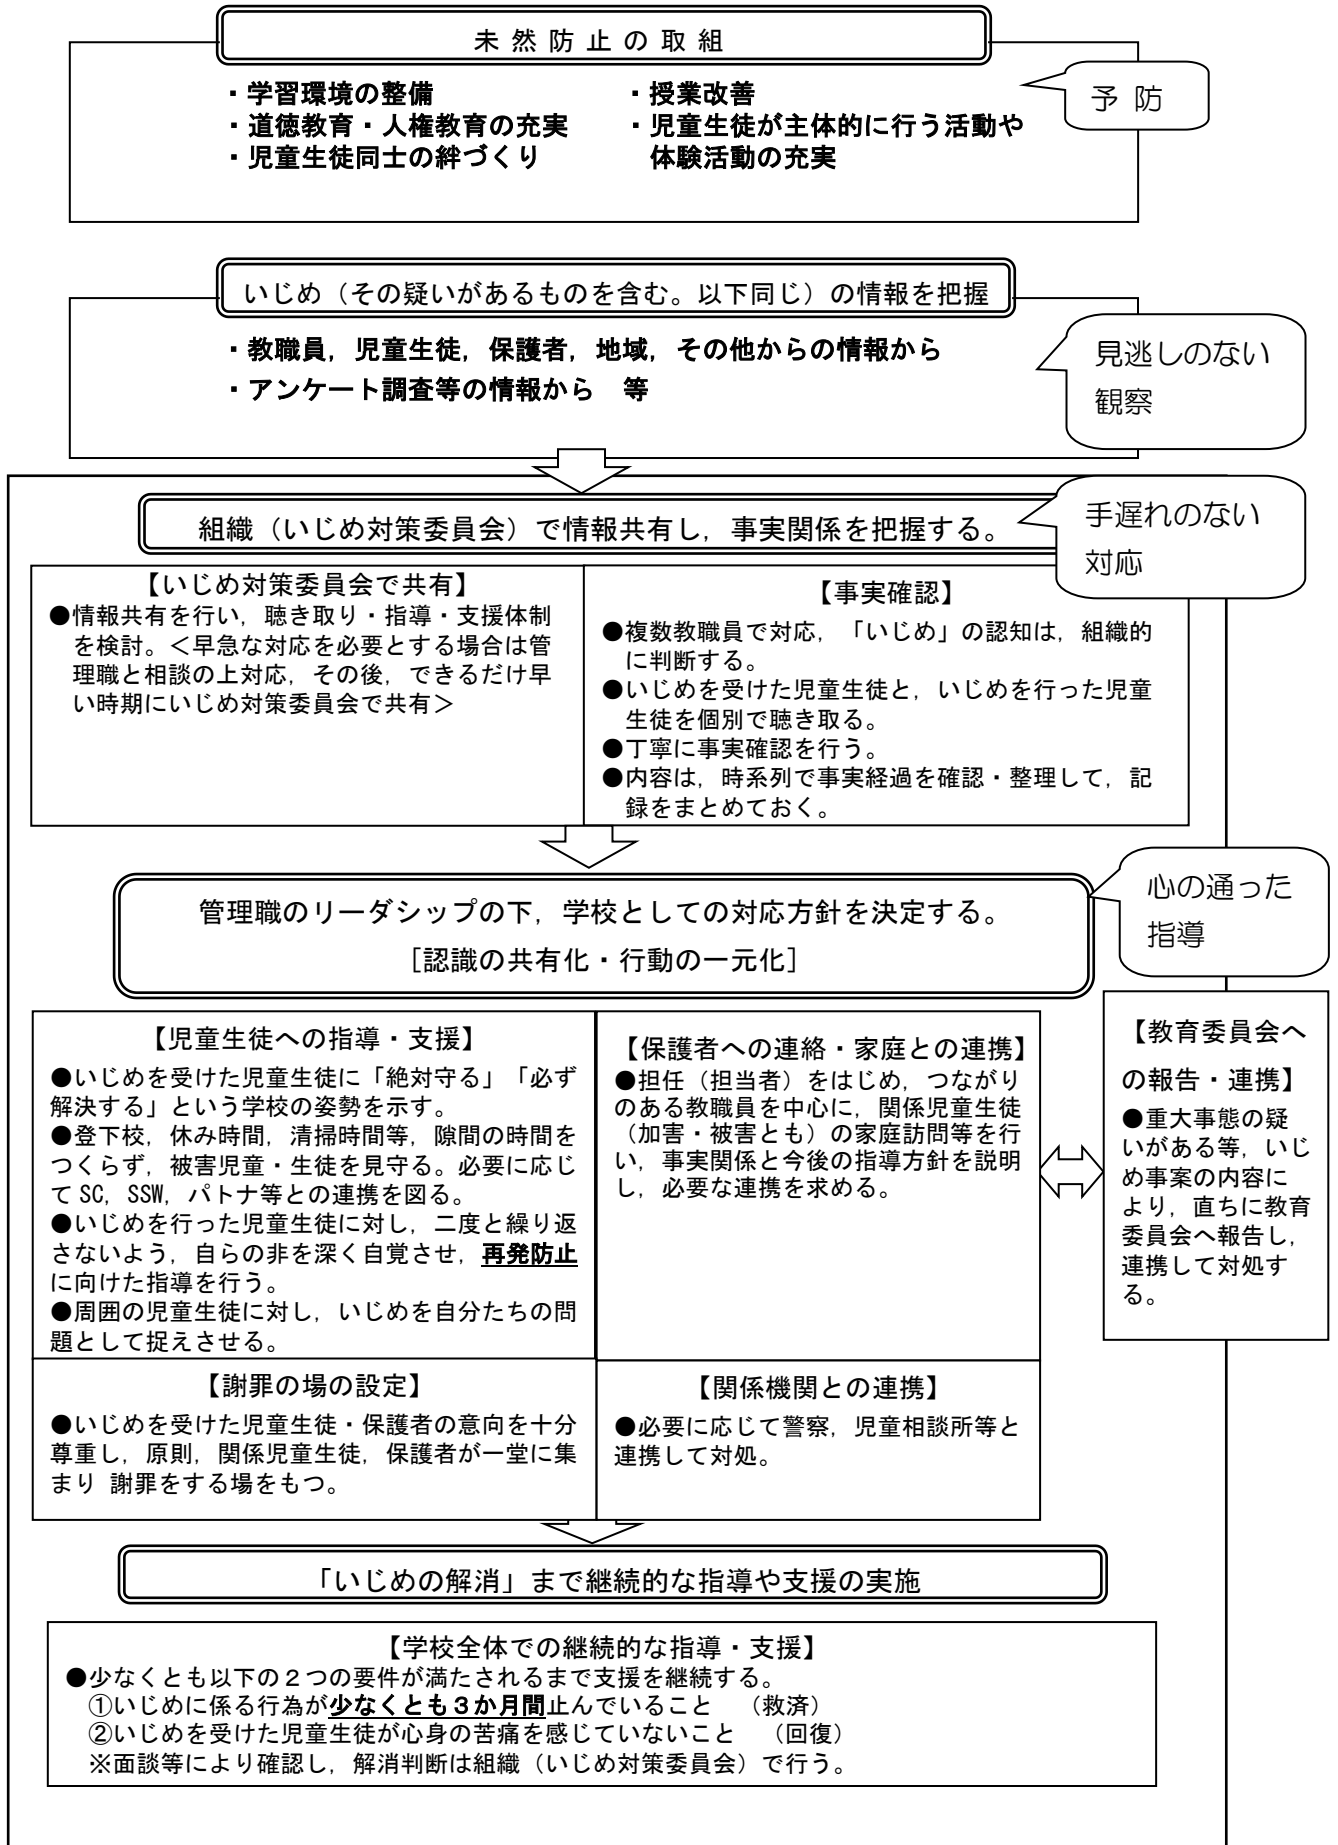 未然防止の取組
・学習環境の整備
・道徳教育・人権教育の充実
・児童生徒同士の絆づくり
・授業改善
・児童生徒が主体的に行う活動や
体験活動の充実
予 防
いじめ（その疑いがあるものを含む。以下同じ）の情報を把握
・教職員，児童生徒，保護者，地域，その他からの情報から
・アンケート調査等の情報から　等
見逃しのない
観察
組織（いじめ対策委員会）で情報共有し，事実関係を把握する。
手遅れのない
対応
【いじめ対策委員会で共有】
●情報共有を行い，聴き取り・指導・支援体制
を検討。＜早急な対応を必要とする場合は管
理職と相談の上対応，その後，できるだけ早
い時期にいじめ対策委員会で共有＞
【事実確認】
●複数教職員で対応，「いじめ」の認知は，組織的
に判断する。
●いじめを受けた児童生徒と，いじめを行った児童
生徒を個別で聴き取る。
●丁寧に事実確認を行う。
●内容は，時系列で事実経過を確認・整理して，記
録をまとめておく。
管理職のリーダシップの下，学校としての対応方針を決定する。
［認識の共有化・行動の一元化］
心の通った
指導
【児童生徒への指導・支援】
●いじめを受けた児童生徒に「絶対守る」「必ず
解決する」という学校の姿勢を示す。
●登下校，休み時間，清掃時間等，隙間の時間を
つくらず，被害児童・生徒を見守る。必要に応じ
て SC，SSW，パトナ等との連携を図る。
●いじめを行った児童生徒に対し，二度と繰り返
さないよう，自らの非を深く自覚させ，再発防止
に向けた指導を行う。
●周囲の児童生徒に対し，いじめを自分たちの問
題として捉えさせる。
【保護者への連絡・家庭との連携】
●担任（担当者）をはじめ，つながり
のある教職員を中心に，関係児童生徒
（加害・被害とも）の家庭訪問等を行
い，事実関係と今後の指導方針を説明
し，必要な連携を求める。
【教育委員会へ
の報告・連携】
●重大事態の疑
いがある等，いじ
め事案の内容に
より，直ちに教育
委員会へ報告し，
連携して対処す
る。
【謝罪の場の設定】
●いじめを受けた児童生徒・保護者の意向を十分
尊重し，原則，関係児童生徒，保護者が一堂に集
まり 謝罪をする場をもつ。
【関係機関との連携】
●必要に応じて警察，児童相談所等と
連携して対処。
「いじめの解消」まで継続的な指導や支援の実施
【学校全体での継続的な指導・支援】
●少なくとも以下の２つの要件が満たされるまで支援を継続する。
①いじめに係る行為が少なくとも３か月間止んでいること　（救済）
②いじめを受けた児童生徒が心身の苦痛を感じていないこと　（回復）
※面談等により確認し，解消判断は組織（いじめ対策委員会）で行う。